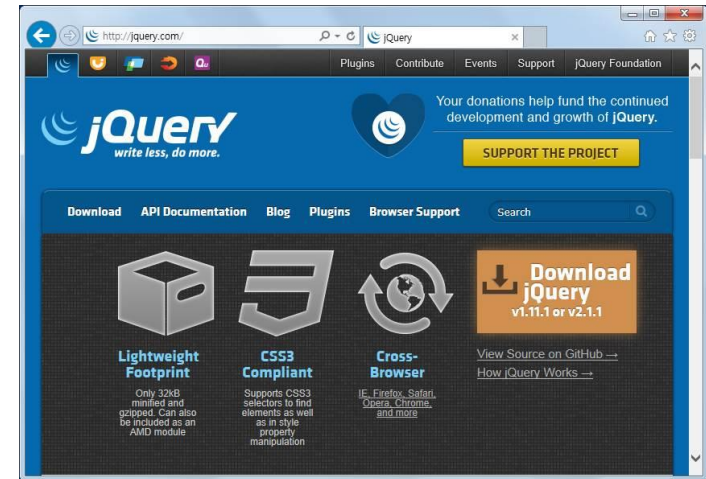 http://jquery.com/
jQuery
Plugins Contribute Events Support jQuery Foundation
Your donations help fund the continued
development and growth of jQuery.
jQuery
write less, do more.
SUPPORT THE PROJECT
Download API Documentation Blog Plugins Browser Support Search
Download
jQuery
v1.11.1 or v2.1.1
Lightweight
Footprint
Only 32kB
minified and
gzipped. Can also
be included as an
AMD module
CSS3
Compliant
Supports CSS3
selectors to find
elements as well
as in style
property
manipulation
Cross-
Browser
IE, Firefox, Safari,
Opera, Chrome,
and more
View Source on GitHub →
How jQuery Works →